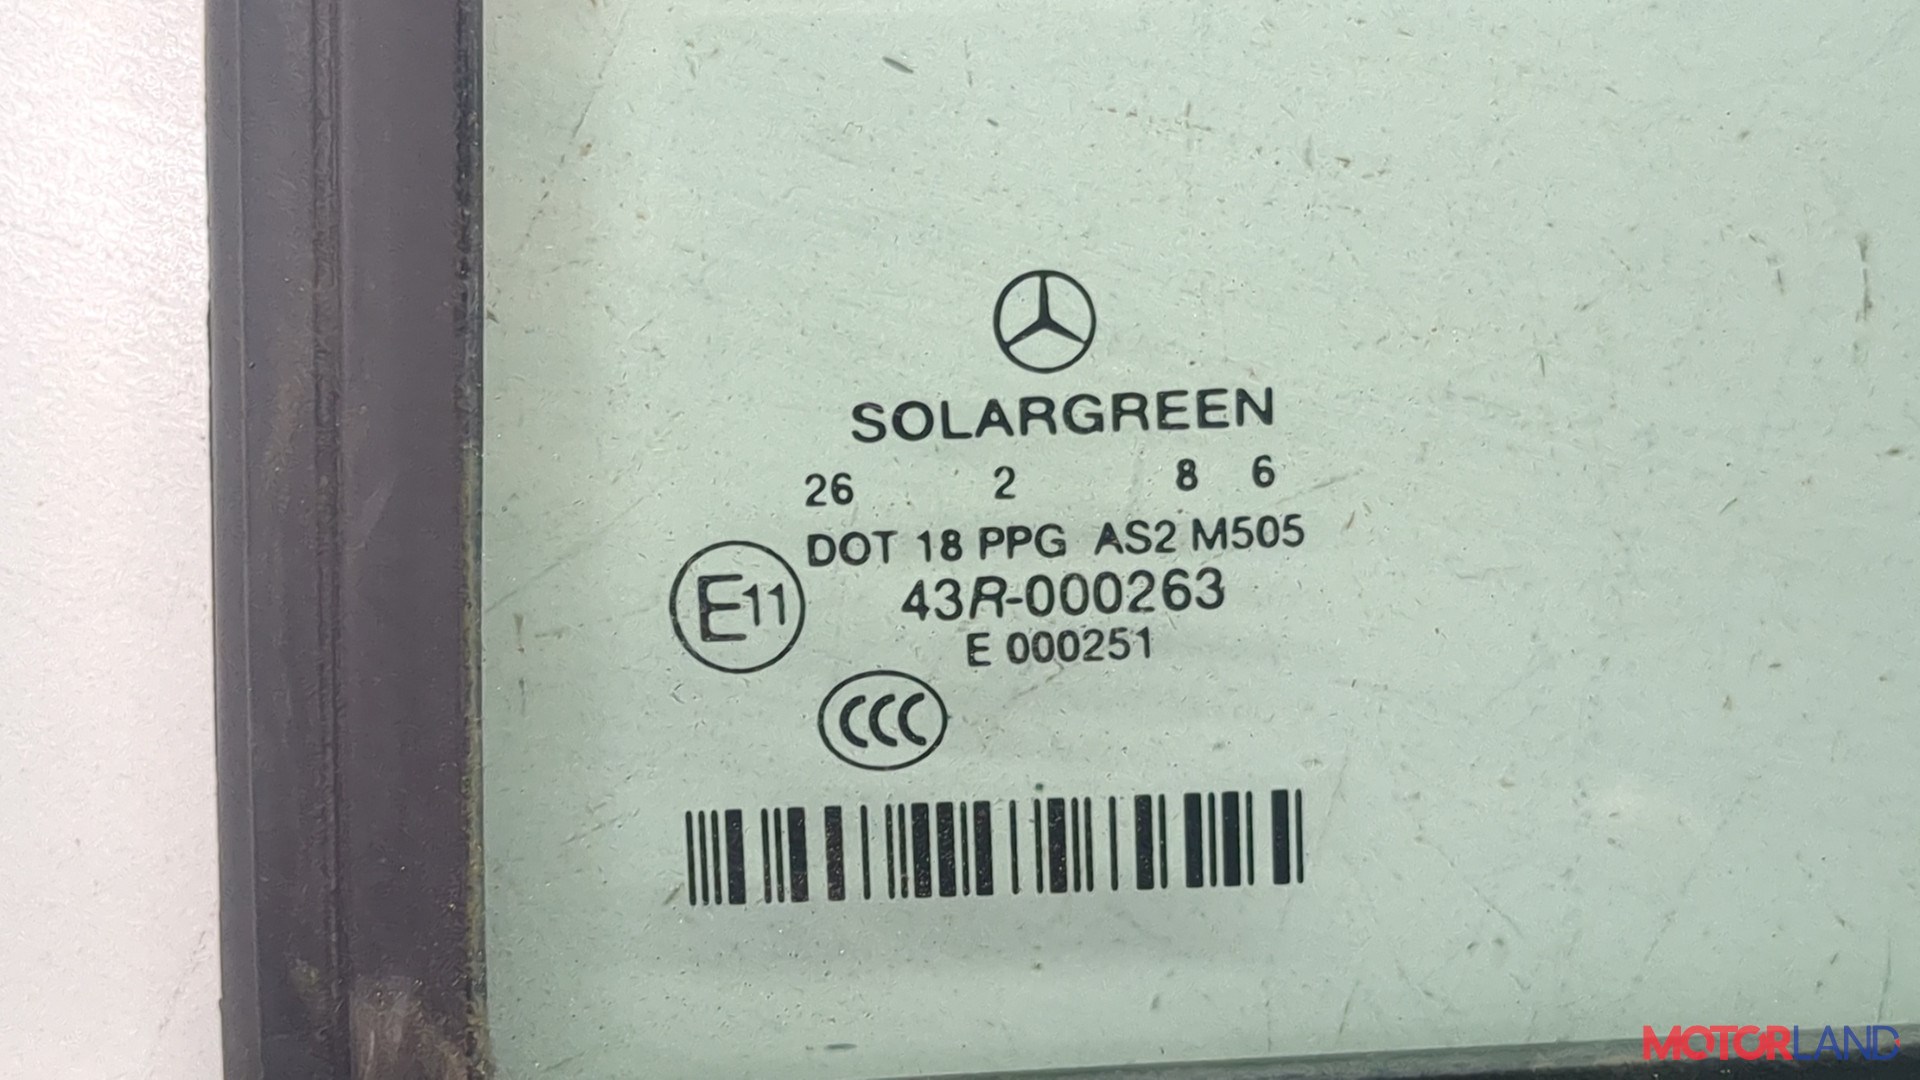 SOLARGREEN
26 2 8 6
DOT 18 PPG AS2 M505
E11
43R-000263
E 000251
CCC
MOTORLAND